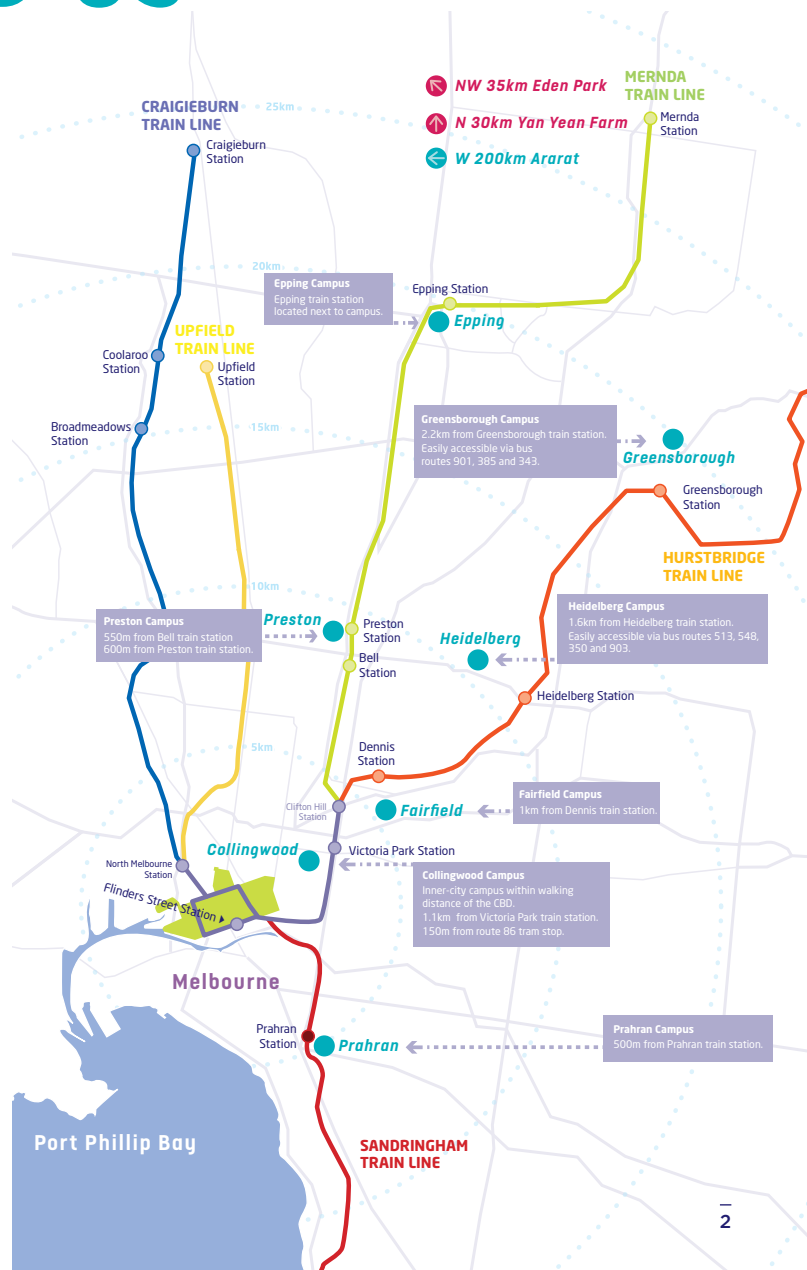 NW 35km Eden Park
MERNDA
TRAIN LINE
CRAIGIEBURN
TRAIN LINE
25km
N 30km Yan Yean Farm
Mernda
Station
Craigieburn
Station
W 200km Ararat
20km
Epping Campus
Epping train station
located next to campus.
Epping Station
Epping
UPFIELD
TRAIN LINE
Coolaroo
Station
Upfield
Station
Broadmeadows
Station
15km
Greensborough Campus
2.2km from Greensborough train station.
Easily accessible via bus
routes 901, 385 and 343.
Greensborough
Greensborough
Station
HURSTBRIDGE
TRAIN LINE
10km
Preston Campus
550m from Bell train station
600m from Preston train station.
Preston
Preston
Station
Bell
Station
Heidelberg Campus
1.6km from Heidelberg train station.
Easily accessible via bus routes 513, 548,
350 and 903.
Heidelberg
Heidelberg Station
5km
Dennis
Station
Fairfield Campus
1km from Dennis train station.
Clifton Hill
Station
Fairfield
Collingwood
Victoria Park Station
North Melbourne
Station
Collingwood Campus
Inner-city campus within walking
distance of the CBD.
1.1km from Victoria Park train station.
150m from route 86 tram stop.
Flinders Street Station
Melbourne
Prahran
Station
Prahran
Prahran Campus
500m from Prahran train station.
Port Phillip Bay
SANDRINGHAM
TRAIN LINE
2